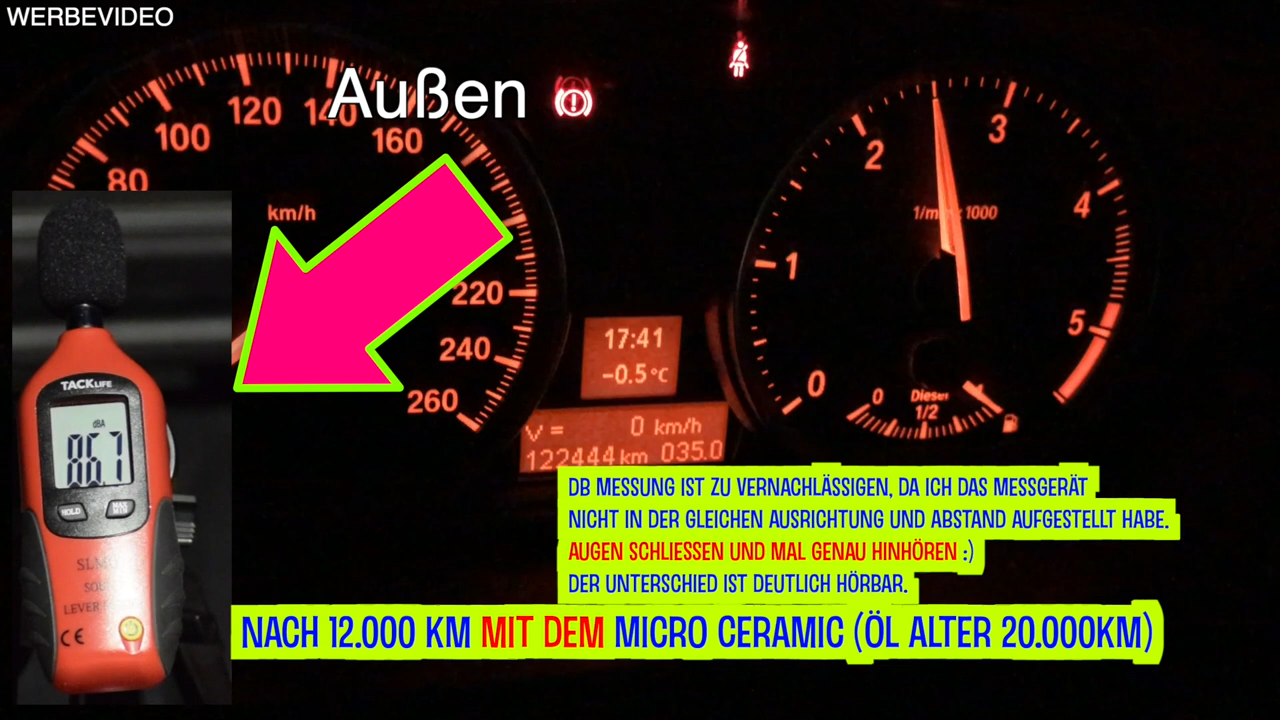 WERBEVIDEO
Außen
80
100
120
140
160
220
240
260
km/h
17:41
-0.5°C
V = 0 km/h
122444 km 035.0
0
1
2
3
4
5
0
Diesel
1/2
TACKLIFE
dBA
86.7
HOLD
MAX
MIN
CE
DB MESSUNG IST ZU VERNACHLÄSSIGEN, DA ICH DAS MESSGERÄT
NICHT IN DER GLEICHEN AUSRICHTUNG UND ABSTAND AUFGESTELLT HABE.
AUGEN SCHLIESSEN UND MAL GENAU HINHÖREN :)
DER UNTERSCHIED IST DEUTLICH HÖRBAR.
NACH 12.000 KM MIT DEM MICRO CERAMIC (ÖL ALTER 20.000KM)